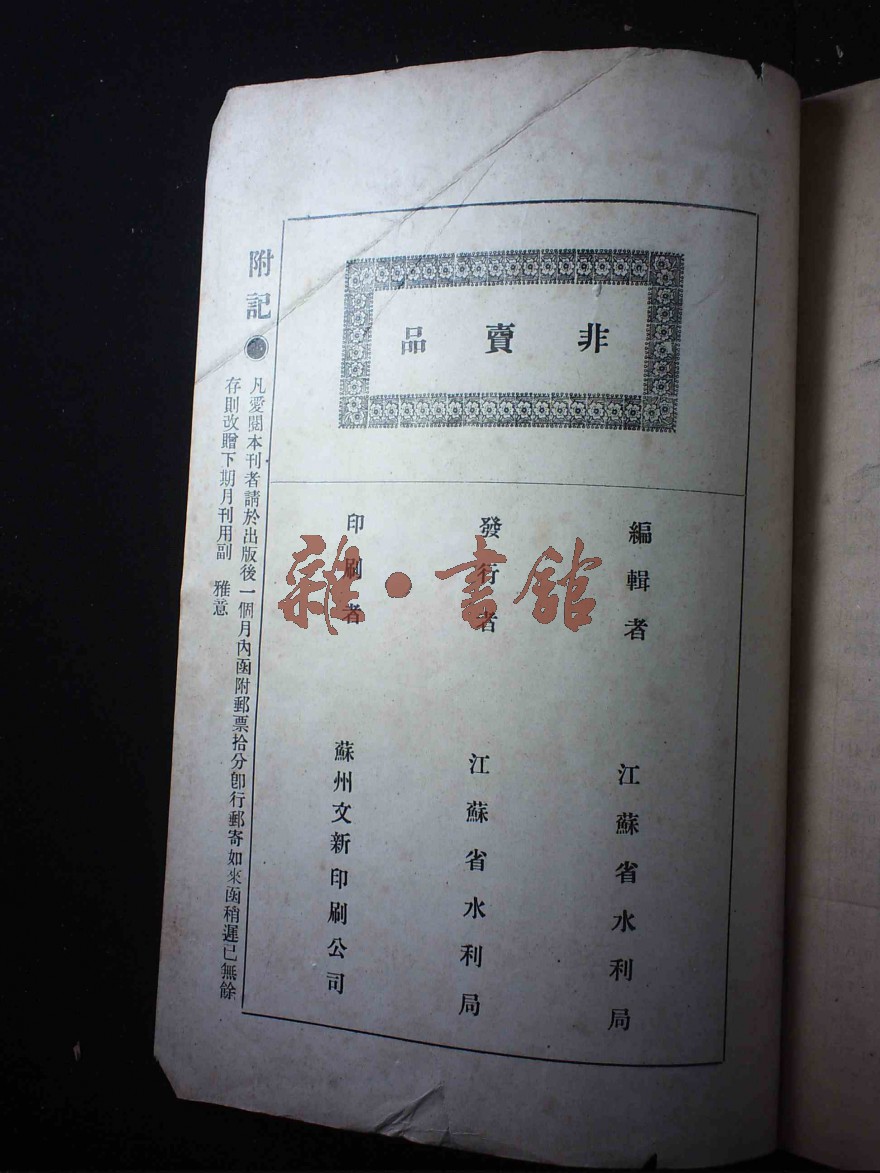 非賣品
編輯者 江蘇省水利局
發行者 江蘇省水利局
印刷者 蘇州文新印刷公司
附記●凡愛閱本刊者請於出版後一個月內函附郵票拾分卽行郵寄如來函稍遲已無餘
存則改贈下期月刊用副 雅意
雜·書館